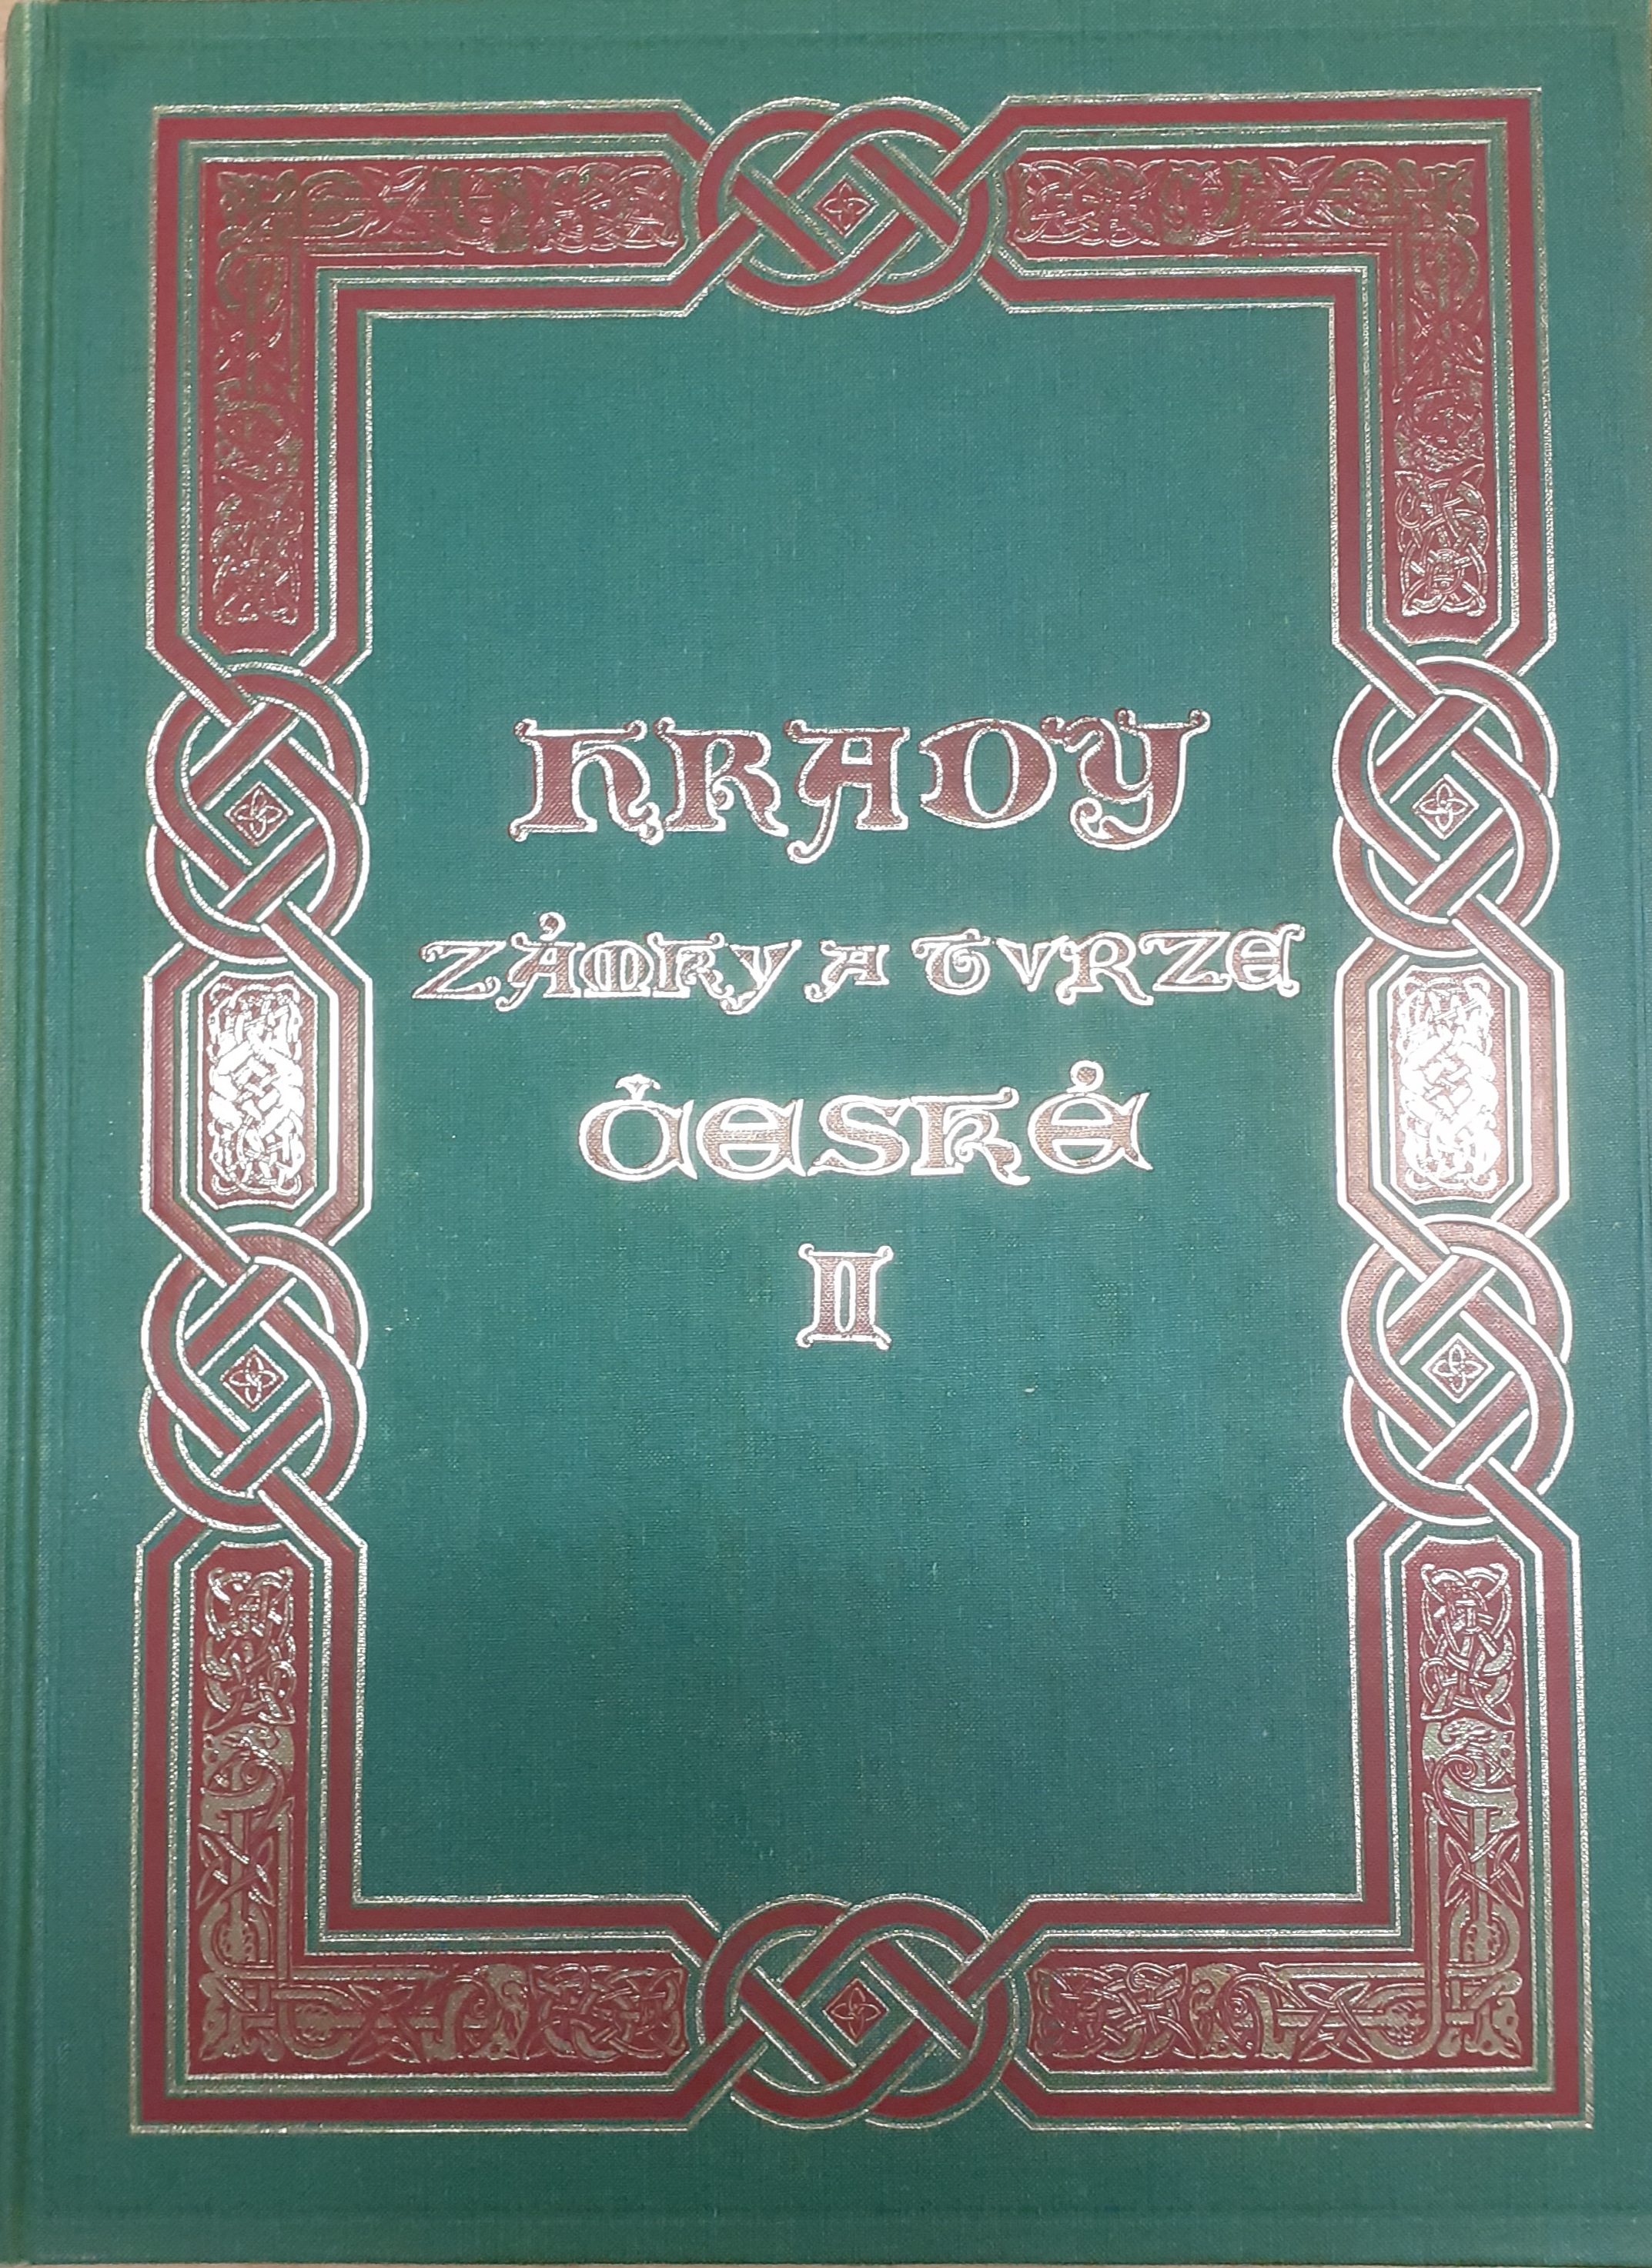 HRADY
ZÁMKY A TVRZE
ČESKÉ
II